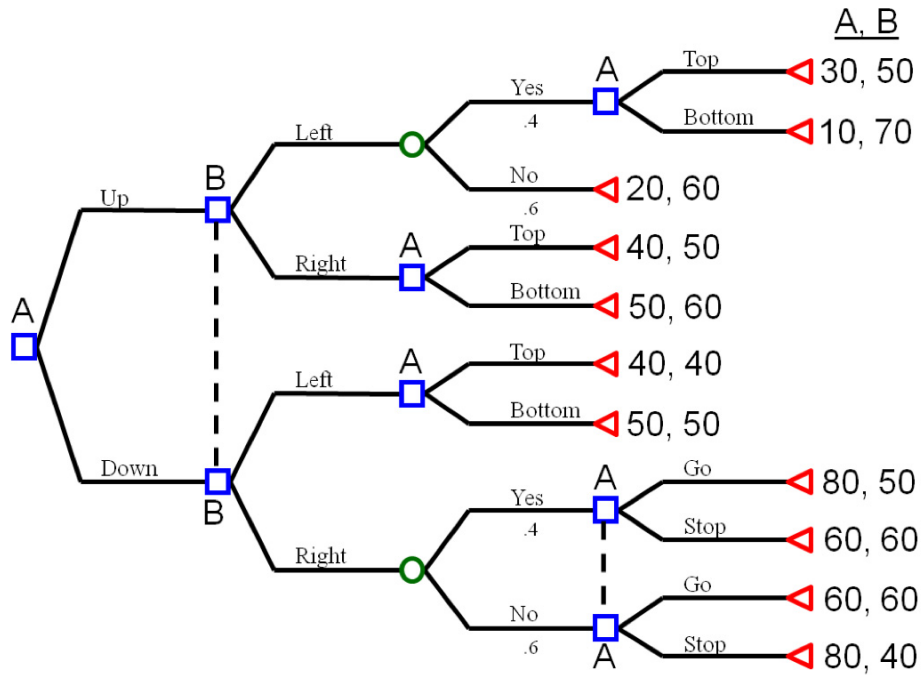 A, B
A
Top
30, 50
Yes
.4
Bottom
10, 70
Left
B
No
.6
20, 60
Up
A
Top
40, 50
Right
Bottom
50, 60
A
A
Top
40, 40
Left
Bottom
50, 50
Down
B
A
Go
80, 50
Yes
.4
Stop
60, 60
Right
Go
60, 60
No
.6
A
Stop
80, 40